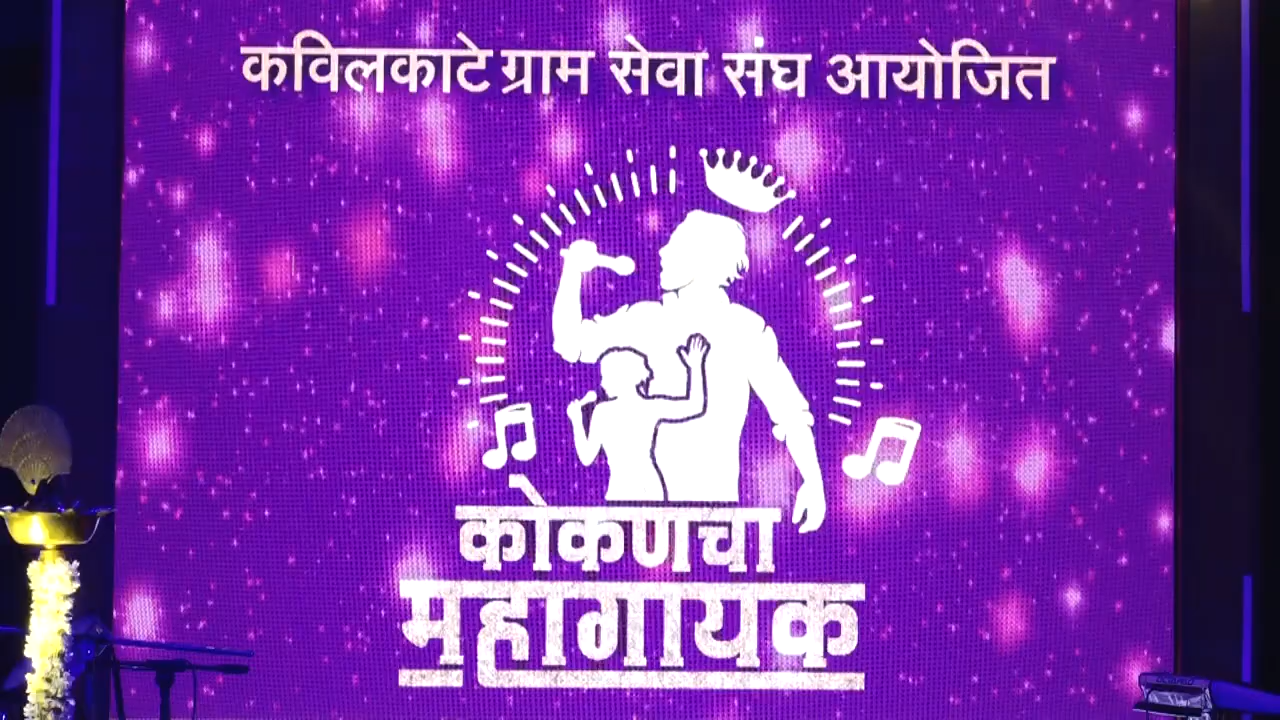 कविलकाटे ग्राम सेवा संघ आयोजित
कोकणचा
महागायक